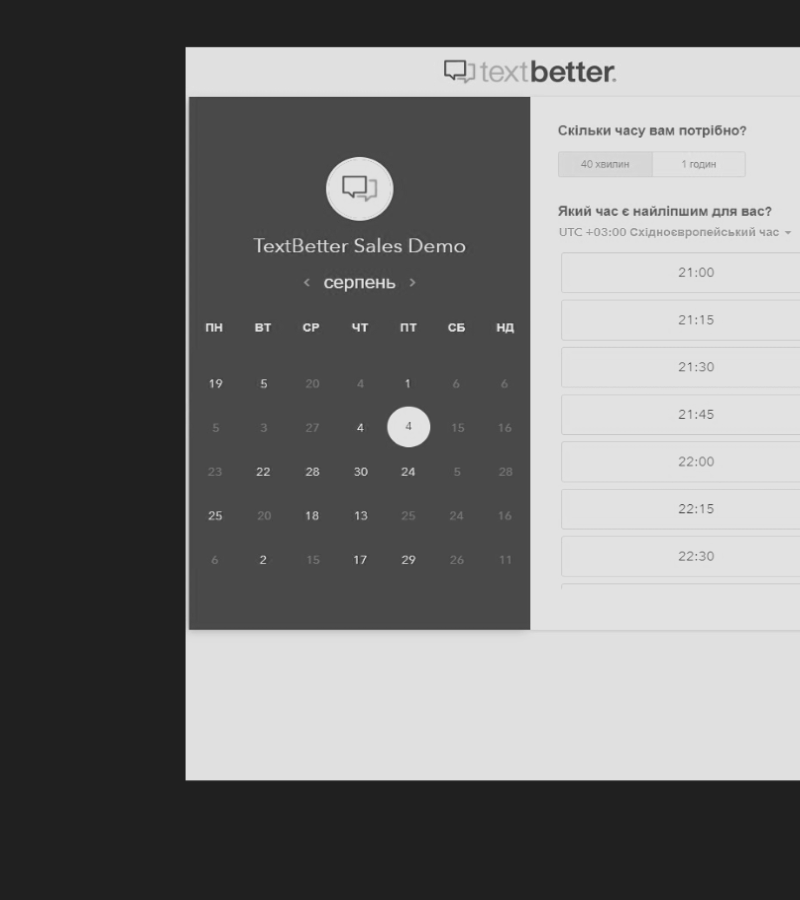 textbetter.
TextBetter Sales Demo
‹ серпень ›
ПН ВТ СР ЧТ ПТ СБ НД
19 5 20 4 1 6 6
5 3 27 4 4 15 16
23 22 28 30 24 5 28
25 20 18 13 25 24 16
6 2 15 17 29 26 11
Скільки часу вам потрібно?
40 хвилин 1 годин
Який час є найліпшим для вас?
UTC +03:00 Східноєвропейський час
21:00
21:15
21:30
21:45
22:00
22:15
22:30